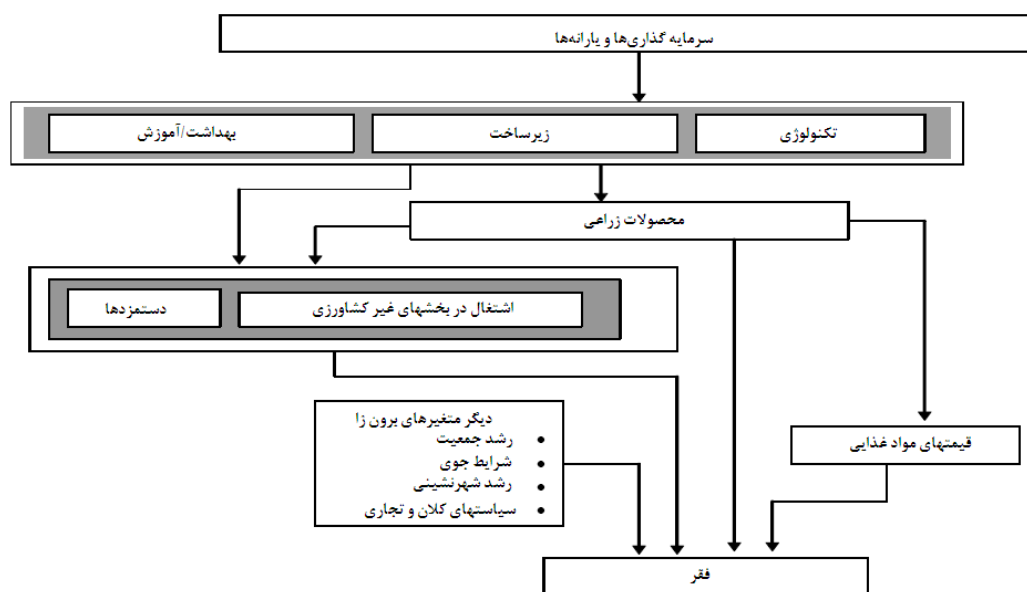 سرمایه گذاری‌ها و یارانه‌ها
تکنولوژی
زیرساخت
بهداشت/آموزش
محصولات زراعی
اشتغال در بخشهای غیر کشاورزی
دستمزدها
دیگر متغیرهای برون زا
• رشد جمعیت
• شرایط جوی
• رشد شهرنشینی
• سیاستهای کلان و تجاری
قیمتهای مواد غذایی
فقر